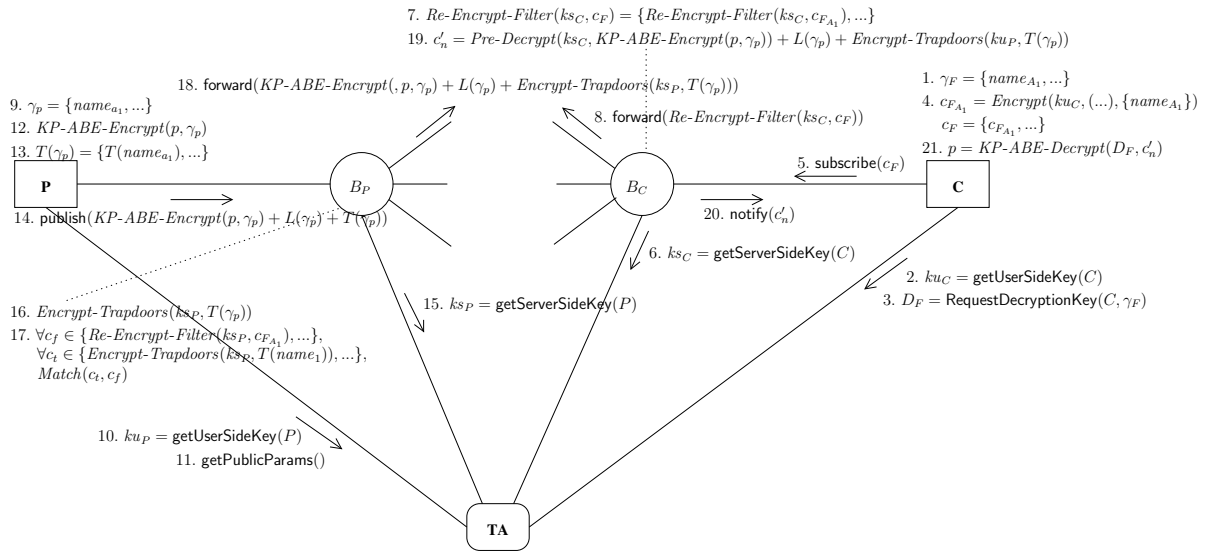 7. Re-Encrypt-Filter(ks_C, c_F) = {Re-Encrypt-Filter(ks_C, c_{F_{A_1}}), ...}
19. c'_n = Pre-Decrypt(ks_C, KP-ABE-Encrypt(p, γ_p)) + L(γ_p) + Encrypt-Trapdoors(ku_P, T(γ_p))
18. forward(KP-ABE-Encrypt(, p, γ_p) + L(γ_p) + Encrypt-Trapdoors(ks_P, T(γ_p)))
1. γ_F = {name_{A_1}, ...}
4. c_{F_{A_1}} = Encrypt(ku_C, (...), {name_{A_1}})
c_F = {c_{F_{A_1}}, ...}
21. p = KP-ABE-Decrypt(D_F, c'_n)
9. γ_p = {name_{a_1}, ...}
12. KP-ABE-Encrypt(p, γ_p)
13. T(γ_p) = {T(name_{a_1}), ...}
8. forward(Re-Encrypt-Filter(ks_C, c_F))
5. subscribe(c_F)
P
B_P
B_C
C
14. publish(KP-ABE-Encrypt(p, γ_p) + L(γ_p) + T(γ_p))
20. notify(c'_n)
6. ks_C = getServerSideKey(C)
2. ku_C = getUserSideKey(C)
3. D_F = RequestDecryptionKey(C, γ_F)
15. ks_P = getServerSideKey(P)
16. Encrypt-Trapdoors(ks_P, T(γ_p))
17. ∀c_f ∈ {Re-Encrypt-Filter(ks_P, c_{F_{A_1}}), ...},
∀c_t ∈ {Encrypt-Trapdoors(ks_P, T(name_1)), ...},
Match(c_t, c_f)
10. ku_P = getUserSideKey(P)
11. getPublicParams()
TA